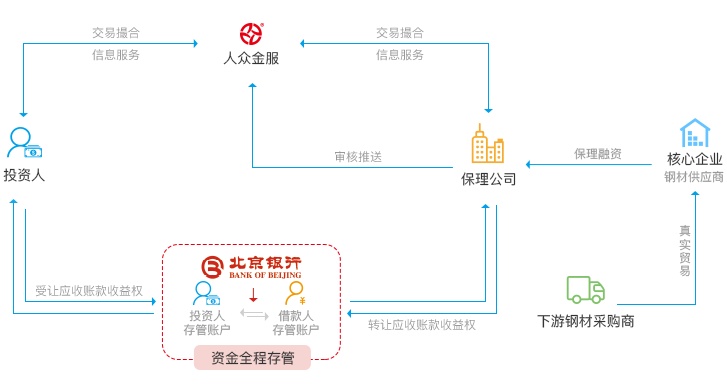 交易撮合
信息服务
人众金服
交易撮合
信息服务
投资人
审核推送
保理公司
保理融资
核心企业
钢材供应商
真实贸易
受让应收账款收益权
北京银行
BANK OF BEIJING
投资人
存管账户
借款人
存管账户
资金全程存管
转让应收账款收益权
下游钢材采购商